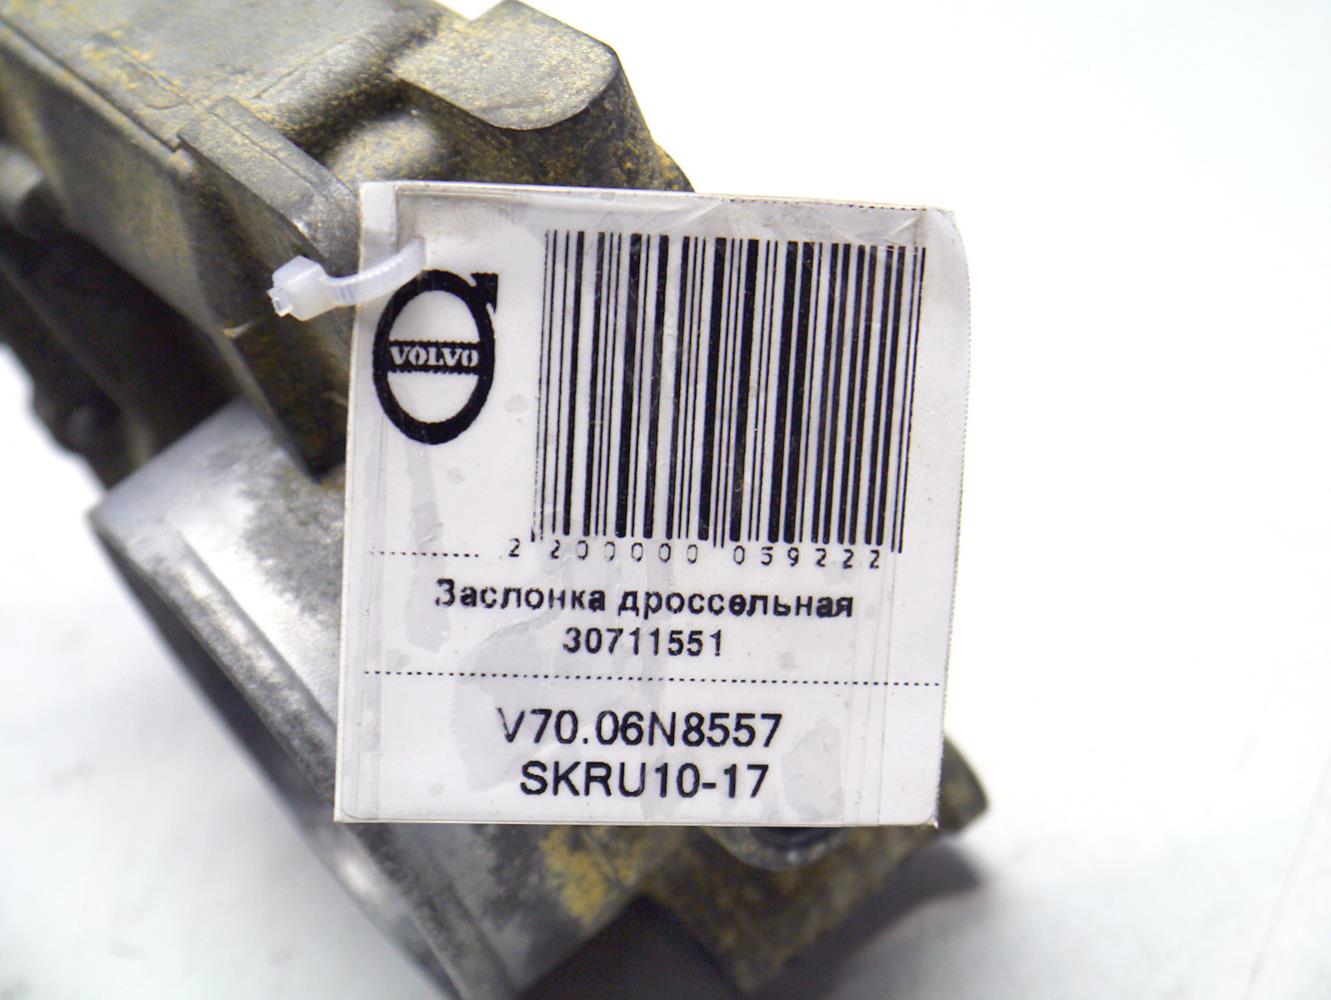 VOLVO
2 200000 059222
Заслонка дроссельная
30711551
V70.06N8557
SKRU10-17